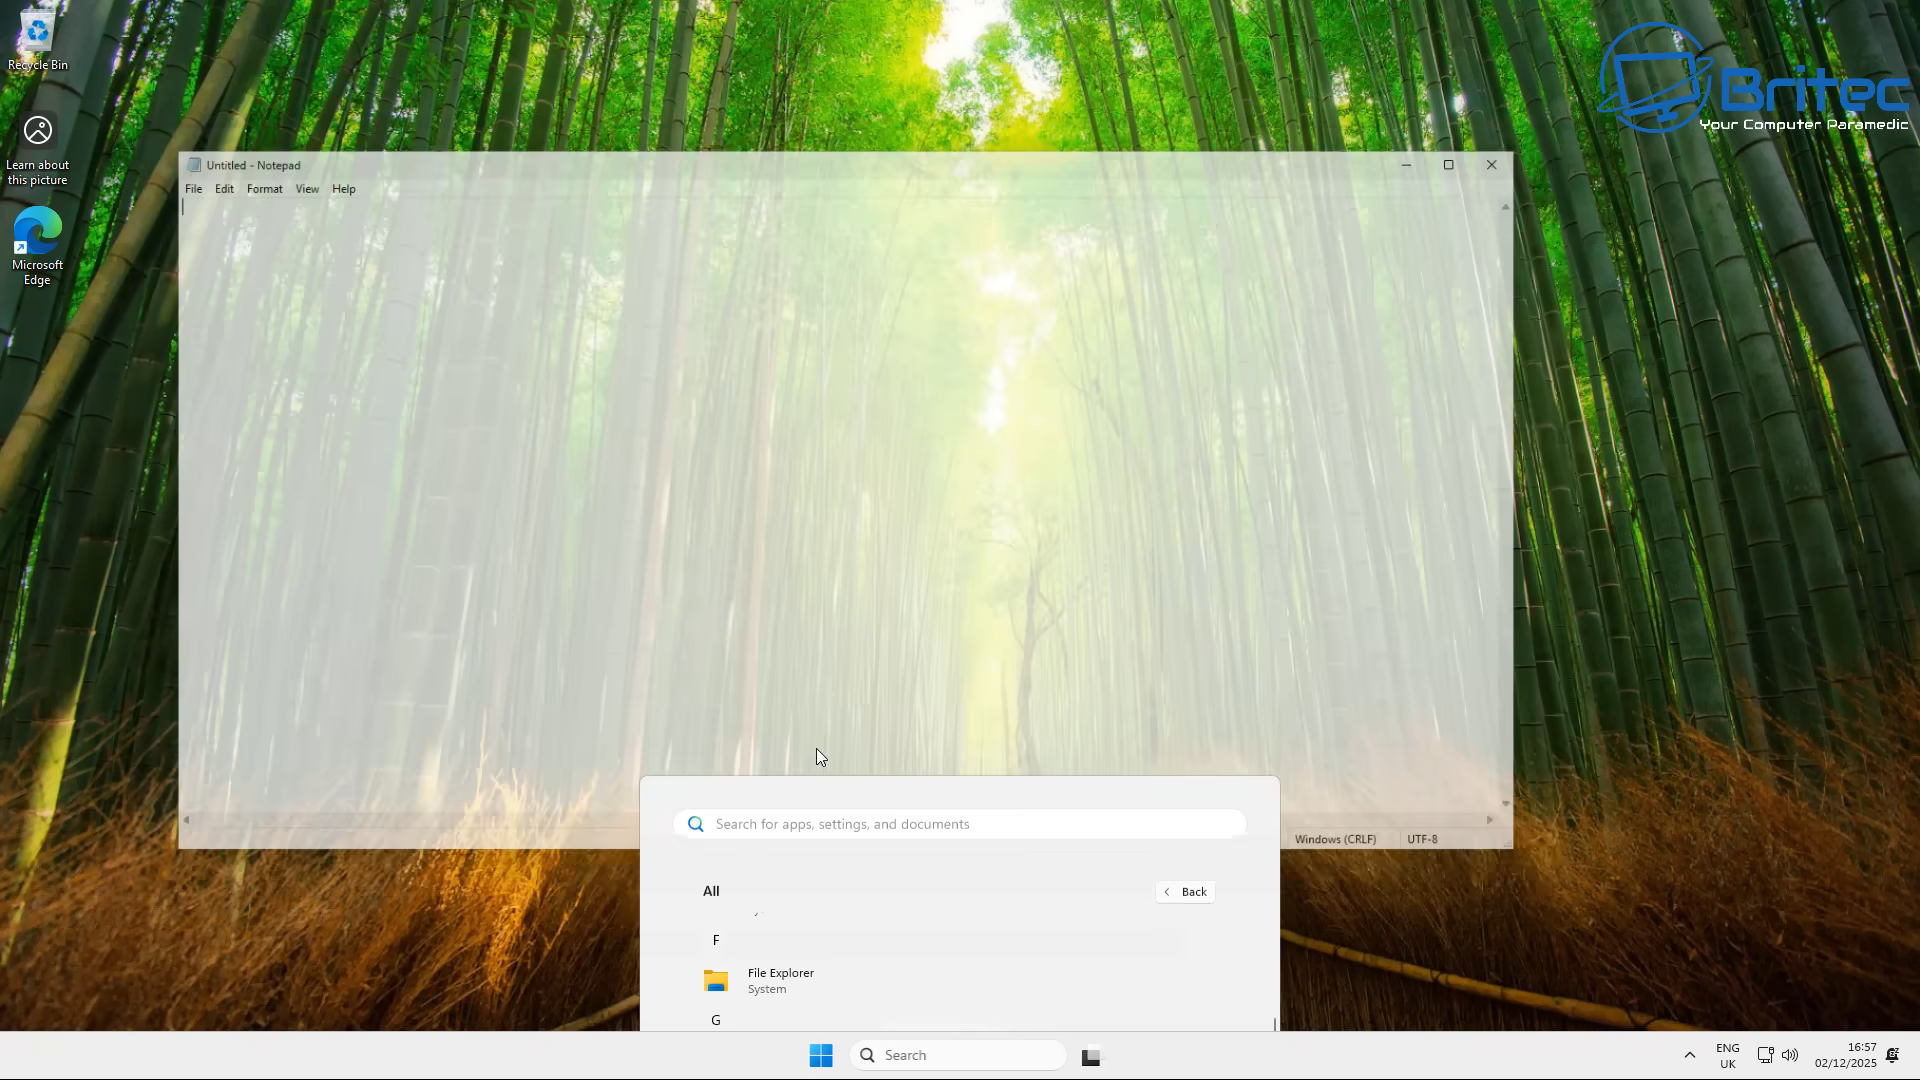 Recycle Bin
Learn about
this picture
Microsoft
Edge
Britec
Your Computer Paramedic
Untitled - Notepad
File Edit Format View Help
Windows (CRLF) UTF-8
Search for apps, settings, and documents
All
Back
F
File Explorer
System
G
Search
ENG
UK
16:57
02/12/2025